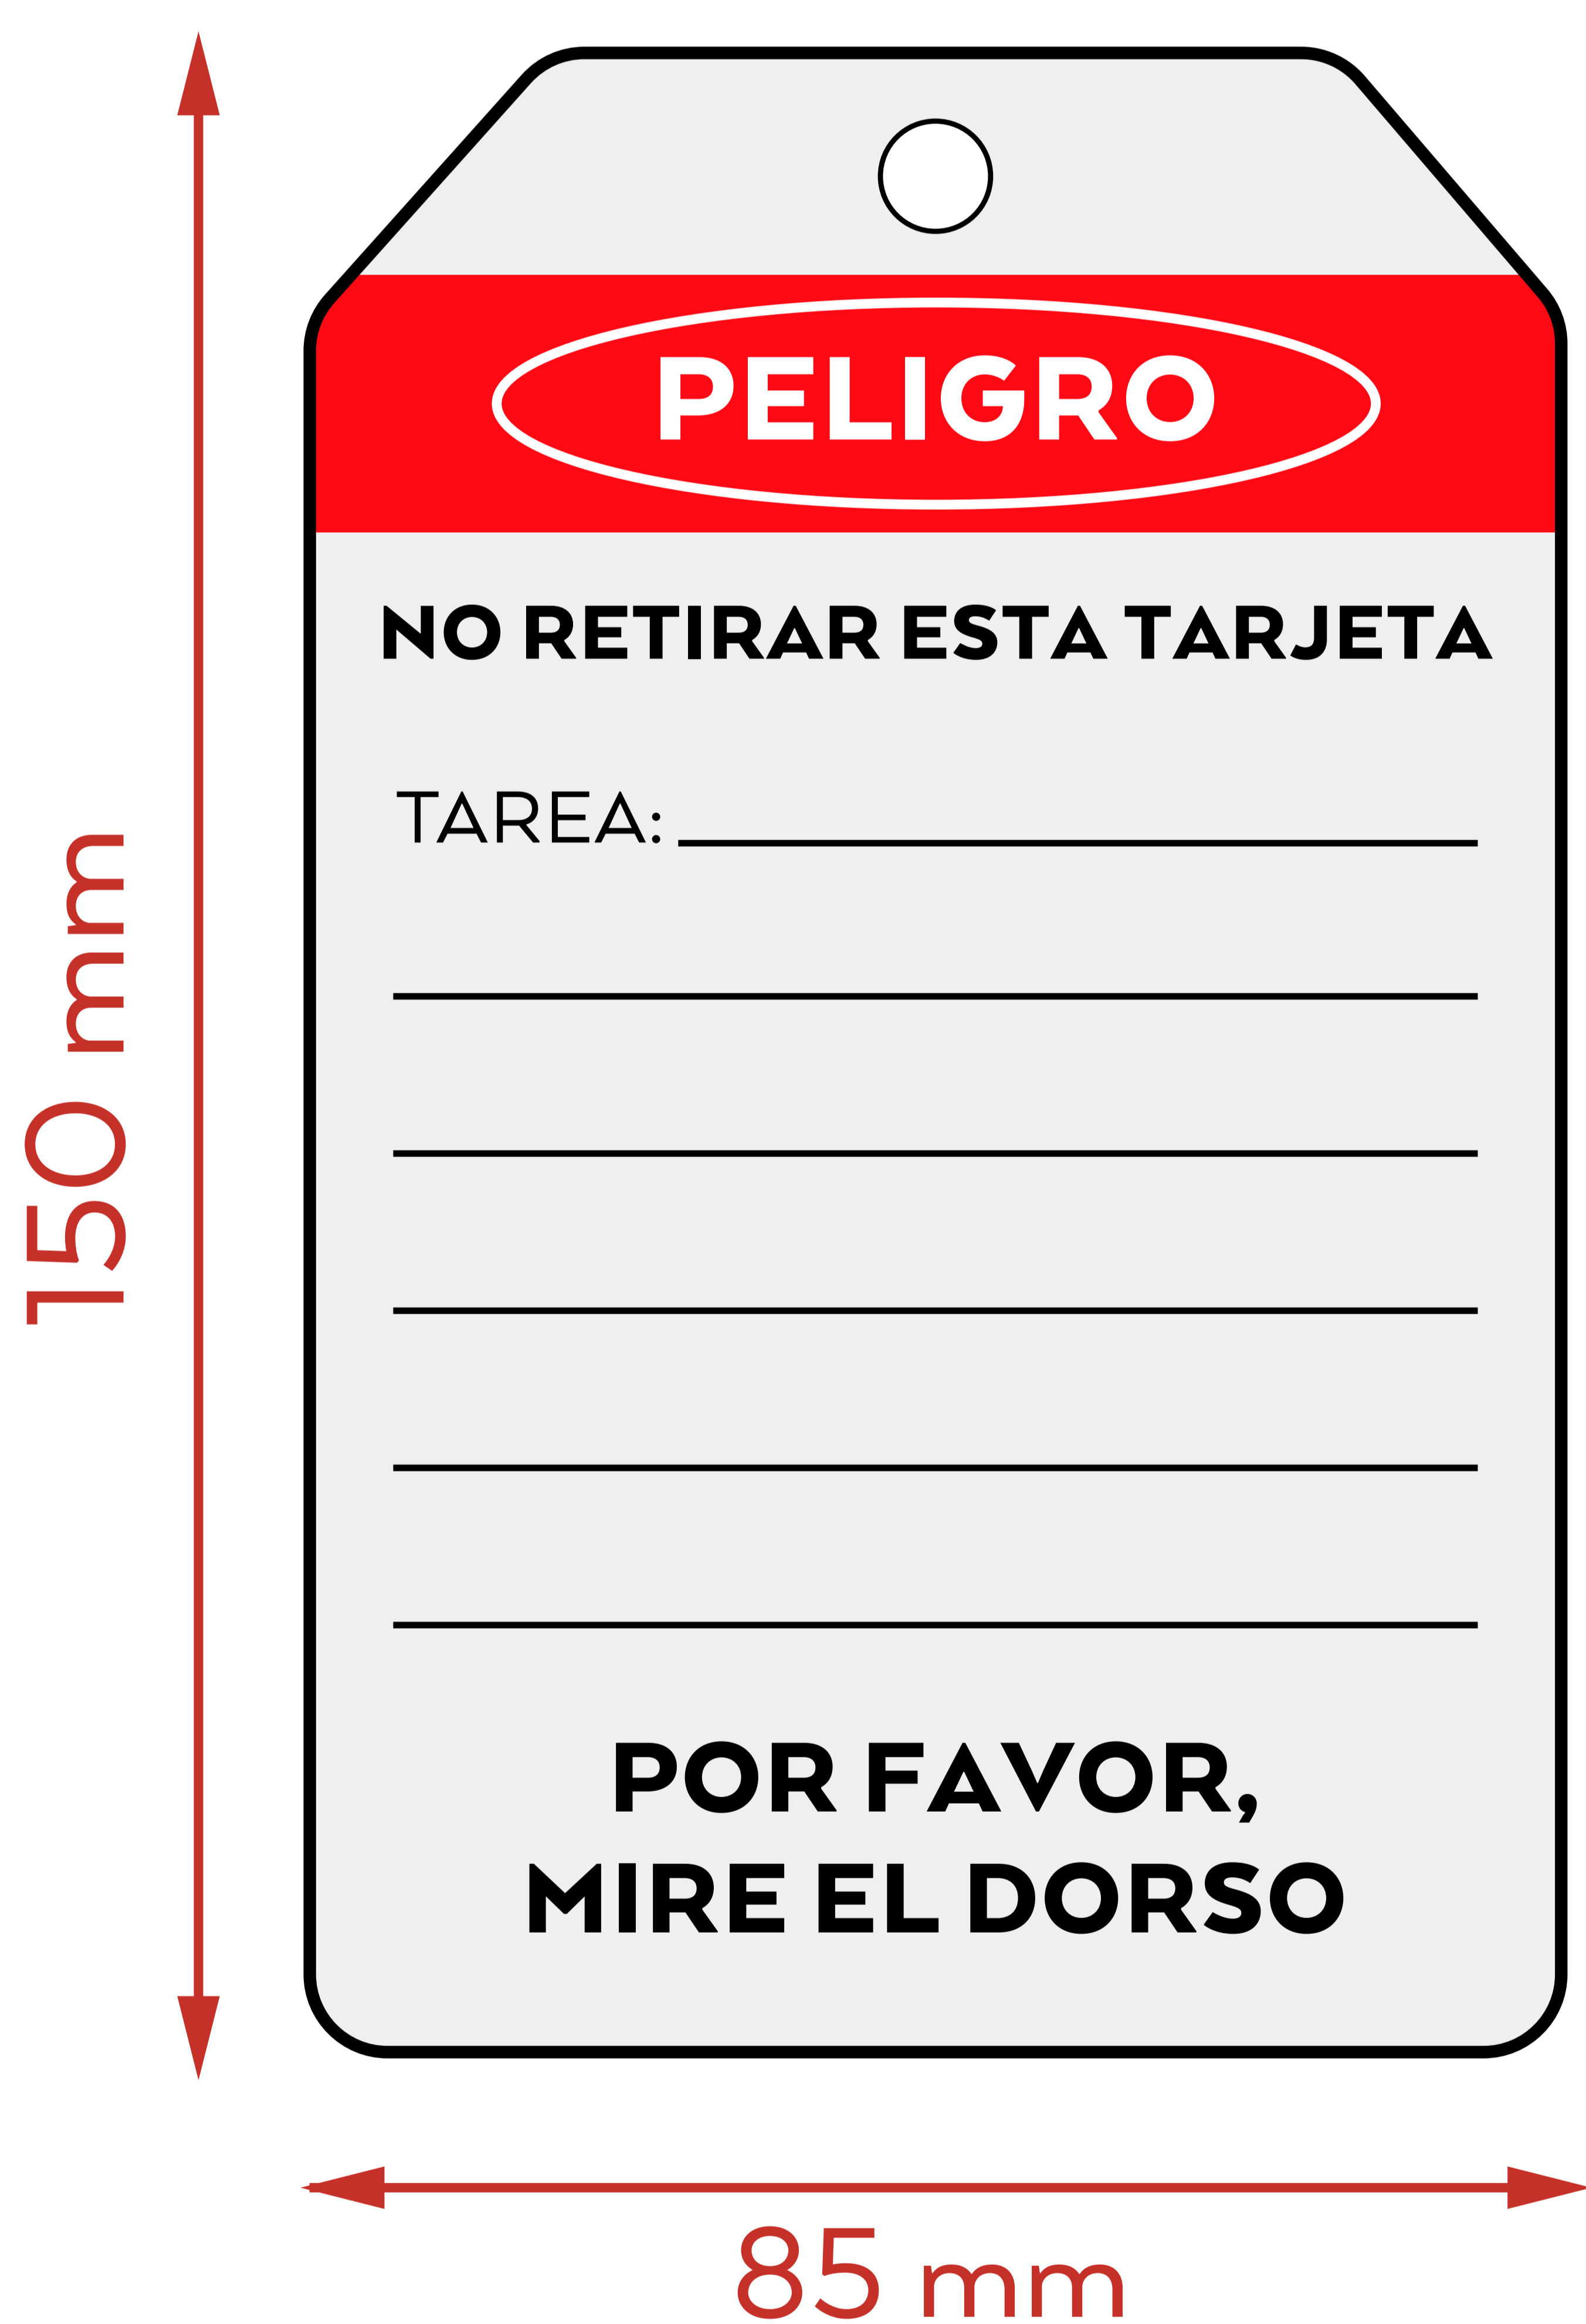 PELIGRO
NO RETIRAR ESTA TARJETA
TAREA:
POR FAVOR,
MIRE EL DORSO
150 mm
85 mm